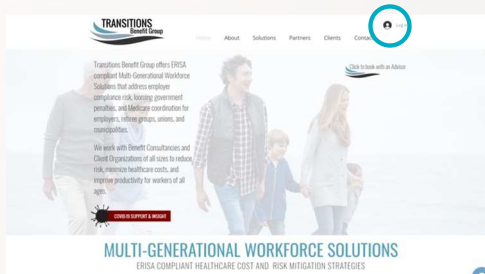 TRANSITIONS
Benefit Group
Log In
Home About Solutions Partners Clients Contact
Transitions Benefit Group offers ERISA
compliant Multi-Generational Workforce
Solutions that address employer
compliance risk, looming government
penalties, and Medicare coordination for
employers, retiree groups, unions, and
municipalities.
Click to book with an Advisor
We work with Benefit Consultancies and
Client Organizations of all sizes to reduce
risk, minimize healthcare costs, and
improve productivity for workers of all
ages.
COVID 19 SUPPORT & INSIGHT
MULTI-GENERATIONAL WORKFORCE SOLUTIONS
ERISA COMPLIANT HEALTHCARE COST AND RISK MITIGATION STRATEGIES